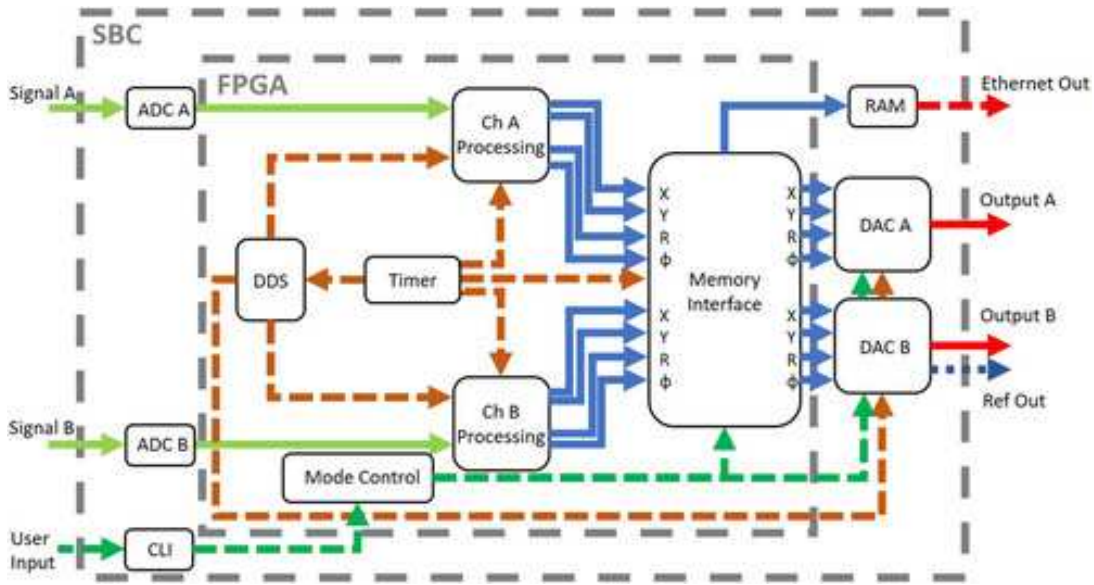 SBC
FPGA
Signal A
ADC A
Ch A
Processing
RAM
Ethernet Out
X
Y
R
Φ
X
Y
R
Φ
DAC A
Output A
DDS
Timer
Memory
Interface
X
Y
R
Φ
X
Y
R
Φ
DAC B
Output B
Ref Out
Ch B
Processing
Signal B
ADC B
Mode Control
User
Input
CLI